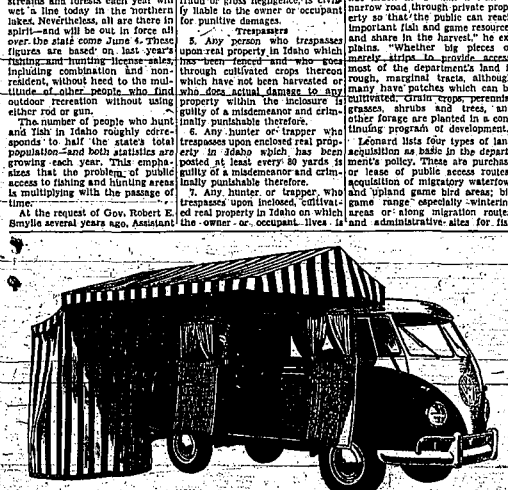 streams and forests each year will
wet a line today in the northern
lakes. Nevertheless, all are there in
spirit—and will be out in force all
over the state come June 4. These
figures are based on last year's
fishing and hunting license sales,
including combination and non-
resident, without heed to the mul-
titude of other people who find
outdoor recreation without using
either rod or gun.
The number of people who hunt
and fish in Idaho roughly corre-
sponds to half the state's total
population—and both statistics are
growing each year. This empha-
sizes that the problem of public
access to fishing and hunting areas
is multiplying with the passage of
time.
At the request of Gov. Robert E.
Smylie several years ago, Assistant
fraud or gross negligence, is civil-
ly liable to the owner or occupant
for punitive damages.
Trespassers
5. Any person who trespasses
upon real property in Idaho which
has been fenced and who goes
through cultivated crops thereon
which have not been harvested or
who does actual damage to any
property within the inclosure is
guilty of a misdemeanor and crim-
inally punishable therefore.
6. Any hunter or trapper who
trespasses upon enclosed real prop-
erty in Idaho which has been
posted at least every 80 yards is
guilty of a misdemeanor and crim-
inally punishable therefore.
7. Any hunter or trapper, who
trespasses upon inclosed, cultivat-
ed real property in Idaho on which
the owner or occupant lives is
narrow road through private prop
erty so that the public can reach
important fish and game resource
and share in the harvest," he ex
plains. "Whether big pieces o
merely strips to provide access
most of the department's land i
rough, marginal tracts, althoug
many have patches which can b
cultivated. Grain crops, perenni
grasses, shrubs and trees, an
other forage are planted in a con
tinuing program of development.
Leonard lists four types of lan
acquisition as basic in the depart
ment's policy. These are purchas
or lease of public access routes
acquisition of migratory waterfow
and upland game bird areas; bi
game range especially winterin
areas or along migration route
and administrative sites for fis